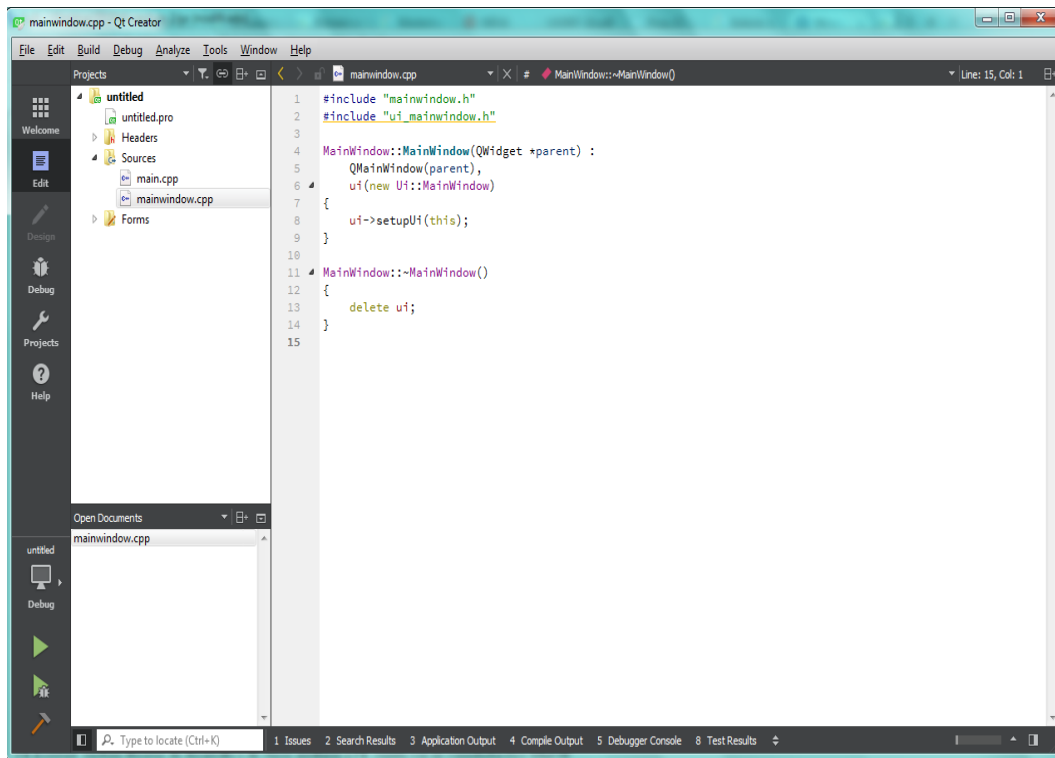 mainwindow.cpp - Qt Creator
File Edit Build Debug Analyze Tools Window Help
Projects
mainwindow.cpp
# MainWindow::~MainWindow()
Line: 15, Col: 1
Welcome
Edit
Design
Debug
Projects
Help
untitled
Debug
untitled
untitled.pro
Headers
Sources
main.cpp
mainwindow.cpp
Forms
Open Documents
mainwindow.cpp
1 #include "mainwindow.h"
2 #include "ui_mainwindow.h"
3
4 MainWindow::MainWindow(QWidget *parent) :
5 QMainWindow(parent),
6 ui(new Ui::MainWindow)
7 {
8 ui->setupUi(this);
9 }
10
11 MainWindow::~MainWindow()
12 {
13 delete ui;
14 }
15
Type to locate (Ctrl+K)
1 Issues 2 Search Results 3 Application Output 4 Compile Output 5 Debugger Console 8 Test Results